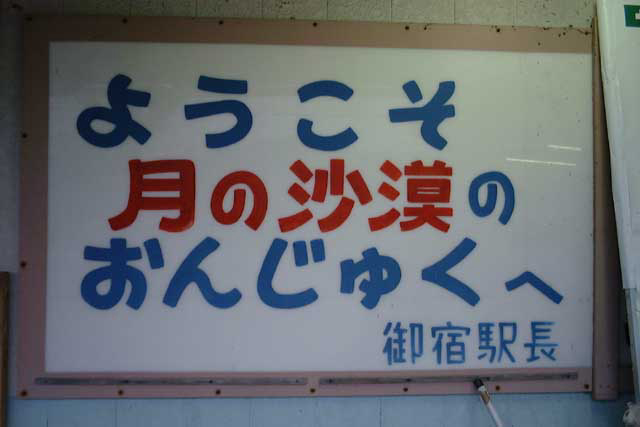 ようこそ
月の沙漠の
おんじゅくへ
御宿駅長